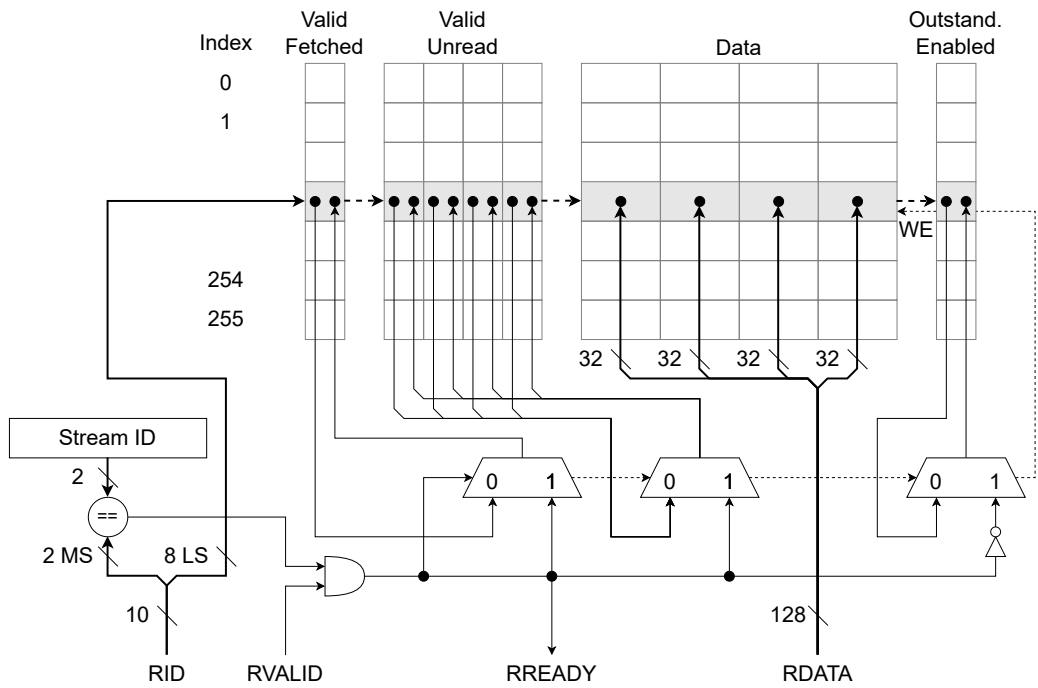 Valid
Fetched
Valid
Unread
Data
Outstand.
Enabled
Index
0
1
254
255
WE
32
32
32
32
Stream ID
2
==
0
1
0
1
0
1
2 MS
8 LS
10
128
RID
RVALID
RREADY
RDATA